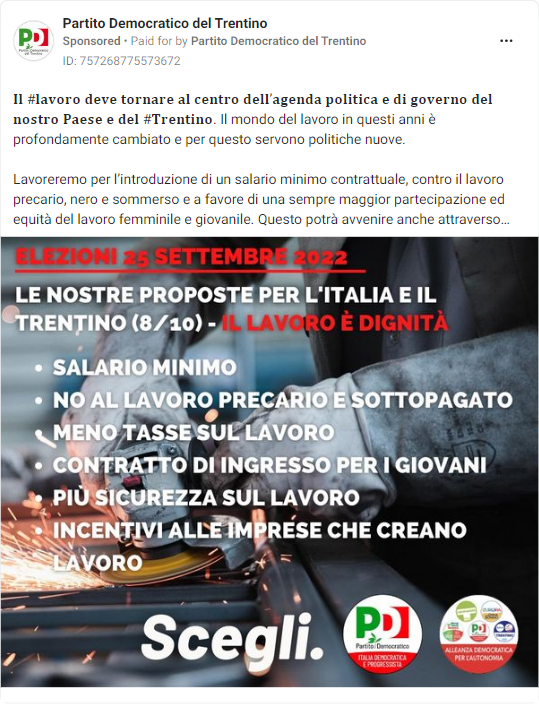 Partito Democratico del Trentino
Sponsored • Paid for by Partito Democratico del Trentino
ID: 757268775573672
Il #lavoro deve tornare al centro dell'agenda politica e di governo del
nostro Paese e del #Trentino. Il mondo del lavoro in questi anni è
profondamente cambiato e per questo servono politiche nuove.
Lavoreremo per l'introduzione di un salario minimo contrattuale, contro il lavoro
precario, nero e sommerso e a favore di una sempre maggior partecipazione ed
equità del lavoro femminile e giovanile. Questo potrà avvenire anche attraverso...
ELEZIONI 25 SETTEMBRE 2022
LE NOSTRE PROPOSTE PER L'ITALIA E IL
TRENTINO (8/10) - IL LAVORO È DIGNITÀ
• SALARIO MINIMO
• NO AL LAVORO PRECARIO E SOTTOPAGATO
• MENO TASSE SUL LAVORO
• CONTRATTO DI INGRESSO PER I GIOVANI
• PIÙ SICUREZZA SUL LAVORO
• INCENTIVI ALLE IMPRESE CHE CREANO
LAVORO
Scegli.
PD
Partito Democratico
ITALIA DEMOCRATICA
E PROGRESSISTA
ALLEANZA DEMOCRATICA
PER L'AUTONOMIA